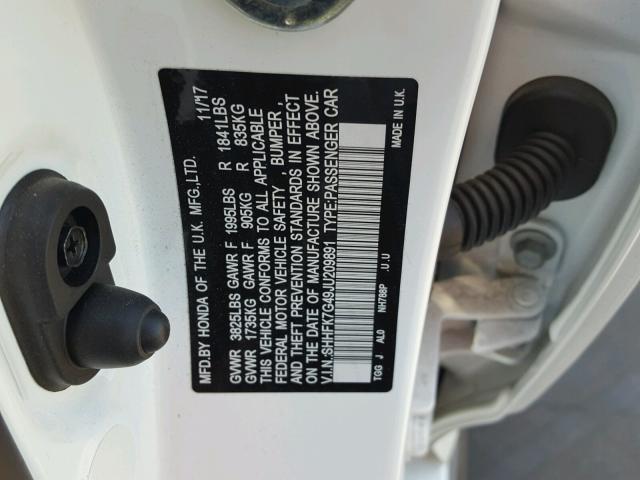 MFD.BY HONDA OF THE U.K. MFG.,LTD. 11/17
GVWR 3825LBS GAWR F 1995LBS R 1841LBS
GVWR 1735KG GAWR F 905KG R 835KG
THIS VEHICLE CONFORMS TO ALL APPLICABLE
FEDERAL MOTOR VEHICLE SAFETY , BUMPER ,
AND THEFT PREVENTION STANDARDS IN EFFECT
ON THE DATE OF MANUFACTURE SHOWN ABOVE.
V.I.N.:SHHFK7G49JU209891 TYPE:PASSENGER CAR
TGG J AL0 NH788P .U U MADE IN U.K.